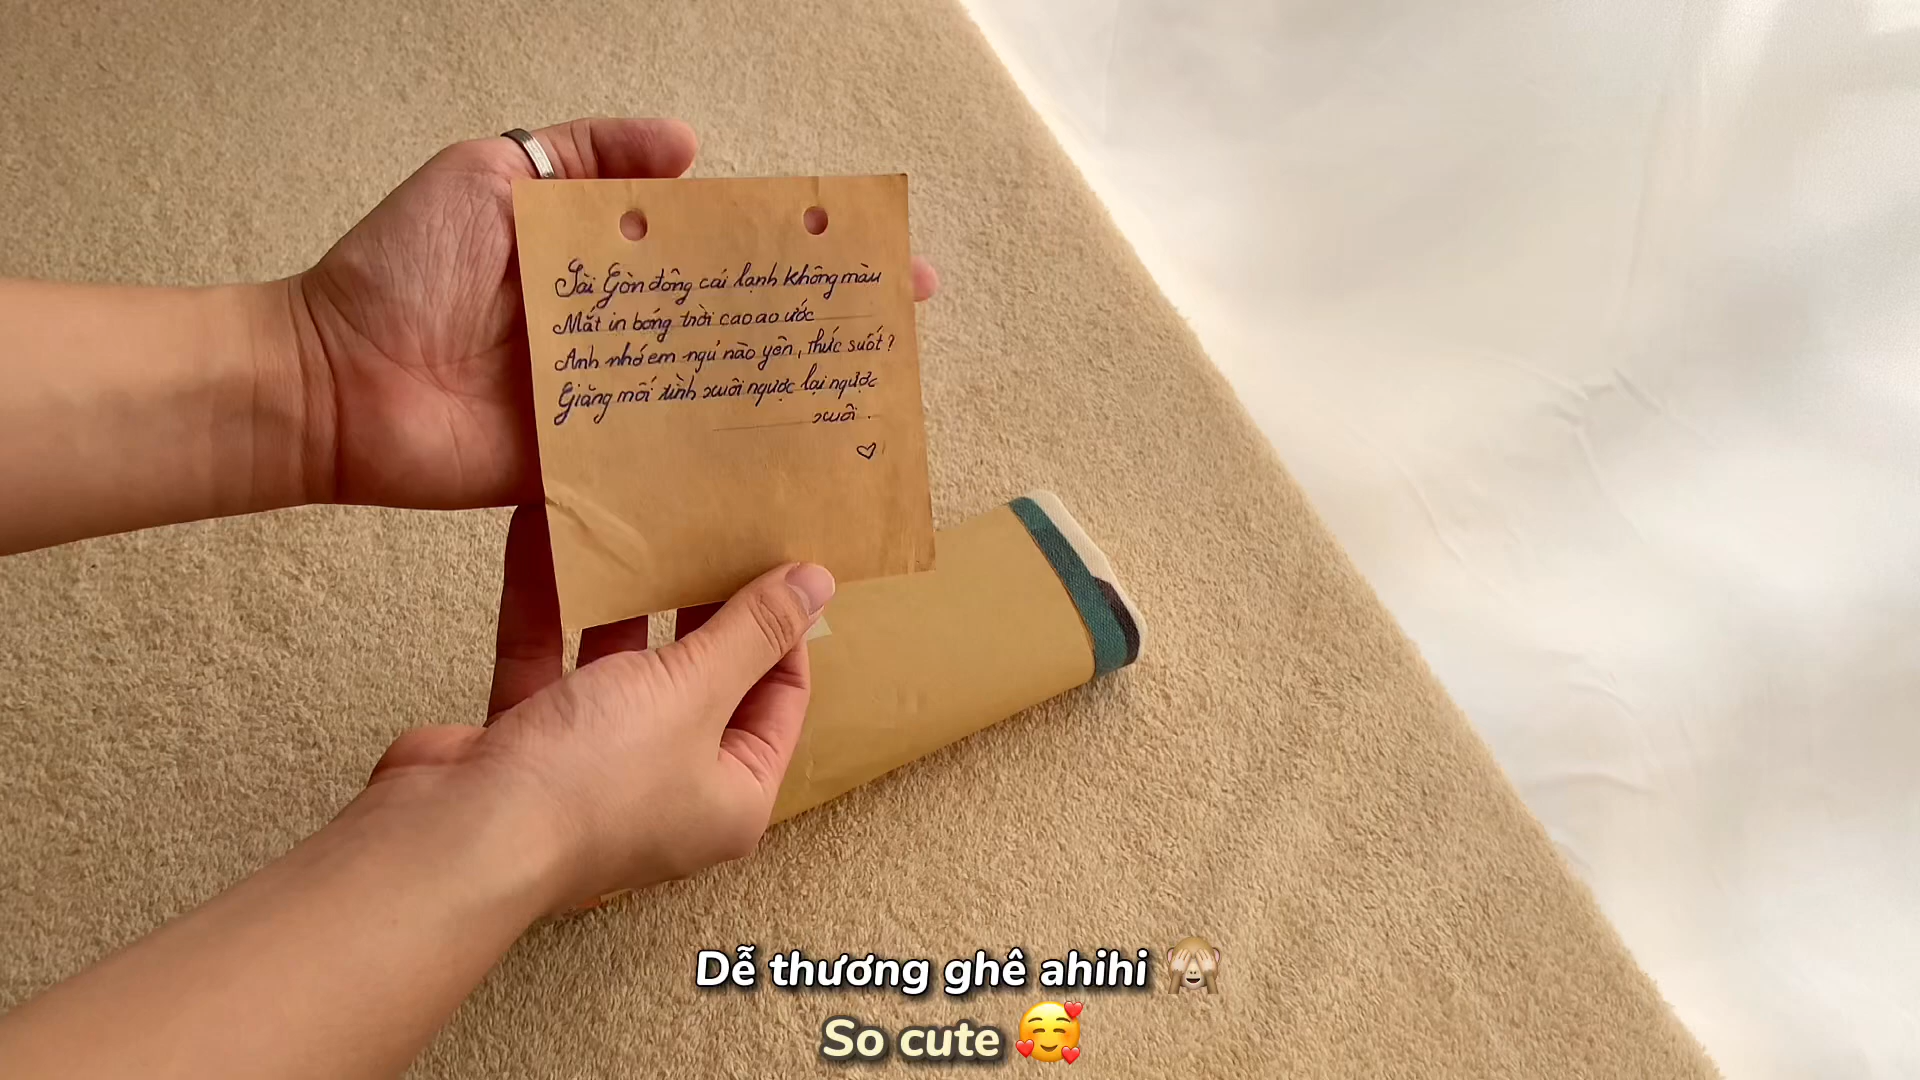 Sài Gòn đông cái lạnh không màu
Mắt in bóng trời cao ao ước
Anh nhớ em ngủ nào yên, thức suốt?
Giăng mối tình xuôi ngược lại ngược
xuôi.
Dễ thương ghê ahihi 🙈
So cute 🥰